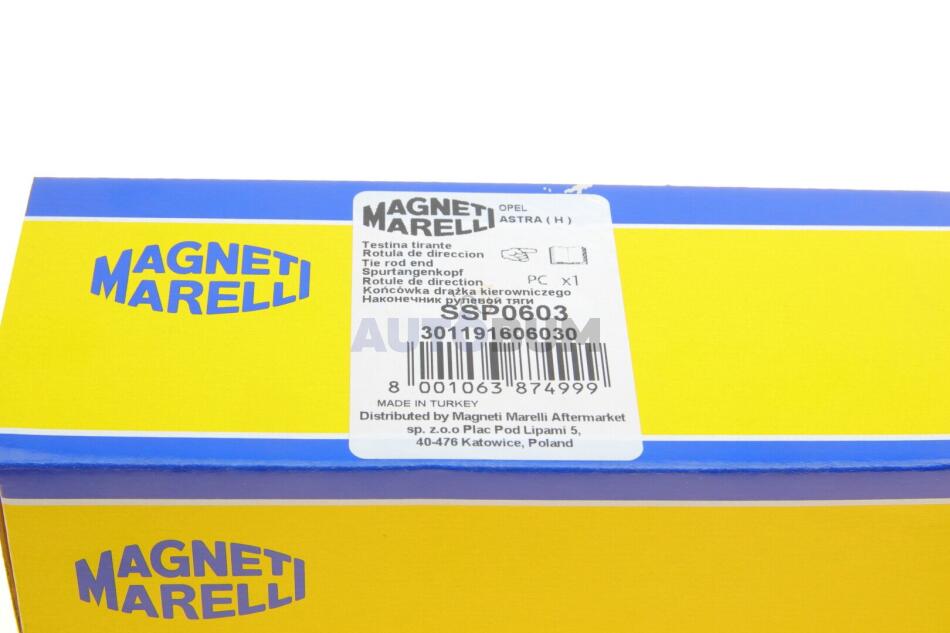 MAGNETI
MARELLI
MAGNETI
MARELLI
OPEL
ASTRA ( H )
Testina tirante
Rotula de direccion
Tie rod end
Spurtangenkopf
Rotule de direction
PC x1
Końcówka drążka kierowniczego
Наконечник рулевой тяги
SSP0603
301191606030
AUTODUM
8 001063 874999
MADE IN TURKEY
Distributed by Magneti Marelli Aftermarket
sp. z.o.o Plac Pod Lipami 5,
40-476 Katowice, Poland
MAGNETI
MARELLI